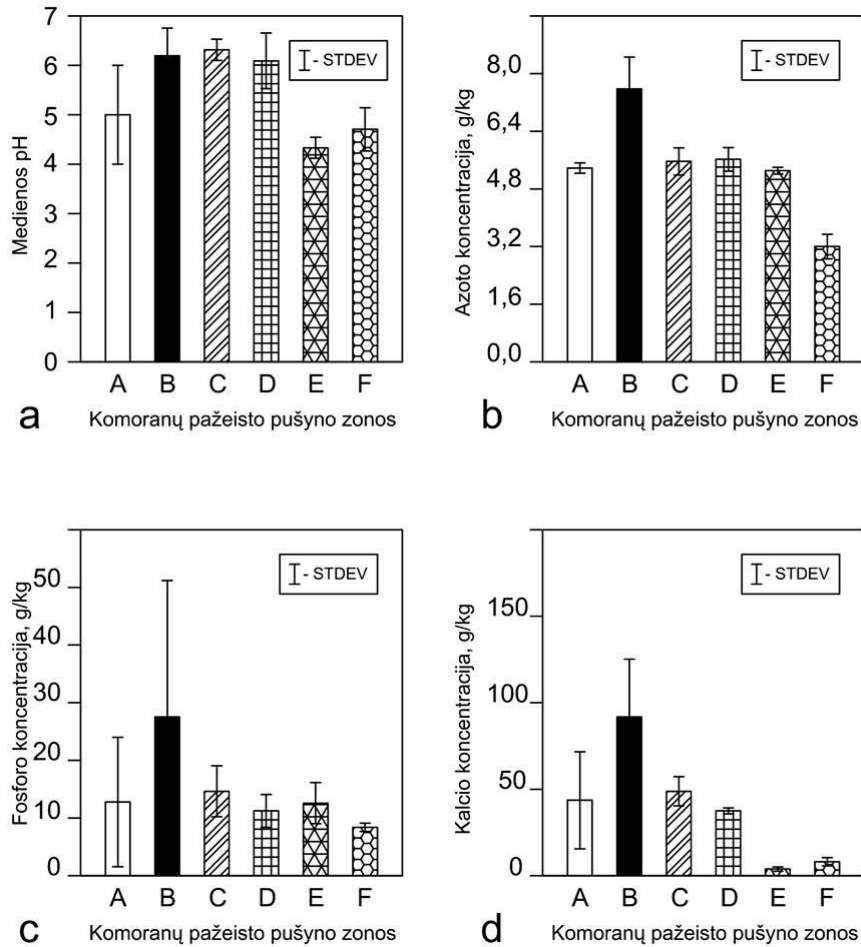 Medienos pH
7
6
5
4
3
2
1
0
I - STDEV
A B C D E F
a
Komoranų pažeisto pušyno zonos
Azoto koncentracija, g/kg
8,0
6,4
4,8
3,2
1,6
0,0
I - STDEV
A B C D E F
b
Komoranų pažeisto pušyno zonos
Fosforo koncentracija, g/kg
50
40
30
20
10
0
I - STDEV
A B C D E F
c
Komoranų pažeisto pušyno zonos
Kalcio koncentracija, g/kg
150
100
50
0
I - STDEV
A B C D E F
d
Komoranų pažeisto pušyno zonos